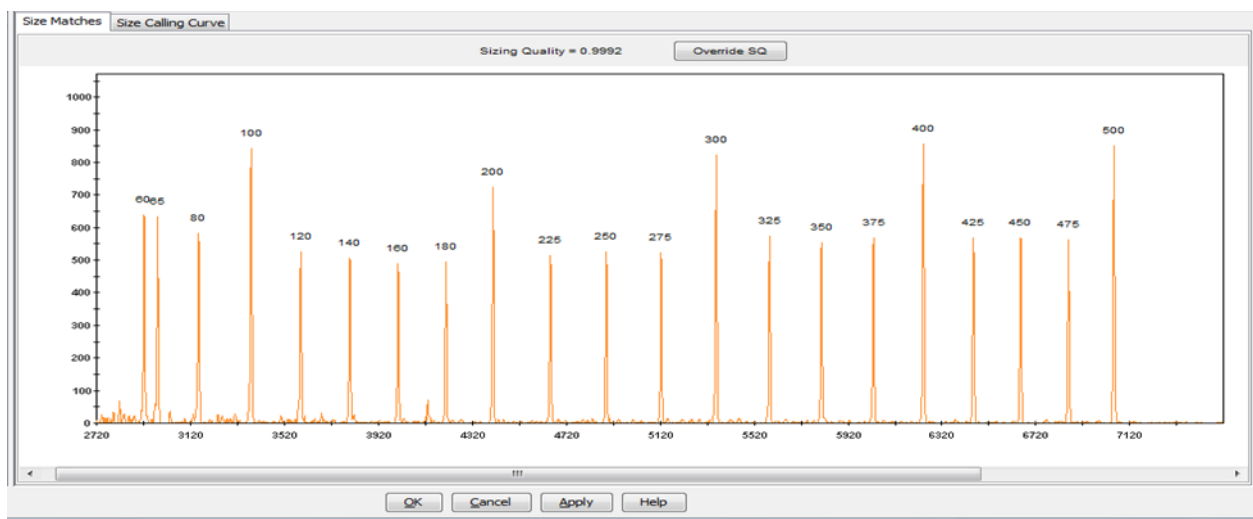 Size Matches Size Calling Curve
Sizing Quality = 0.9992 Override SQ
1000
900
800
700
600
500
400
300
200
100
0
60 65 80 100 120 140 160 180 200 225 250 275 300 325 350 375 400 425 450 475 500
2720 3120 3520 3920 4320 4720 5120 5520 5920 6320 6720 7120
OK Cancel Apply Help